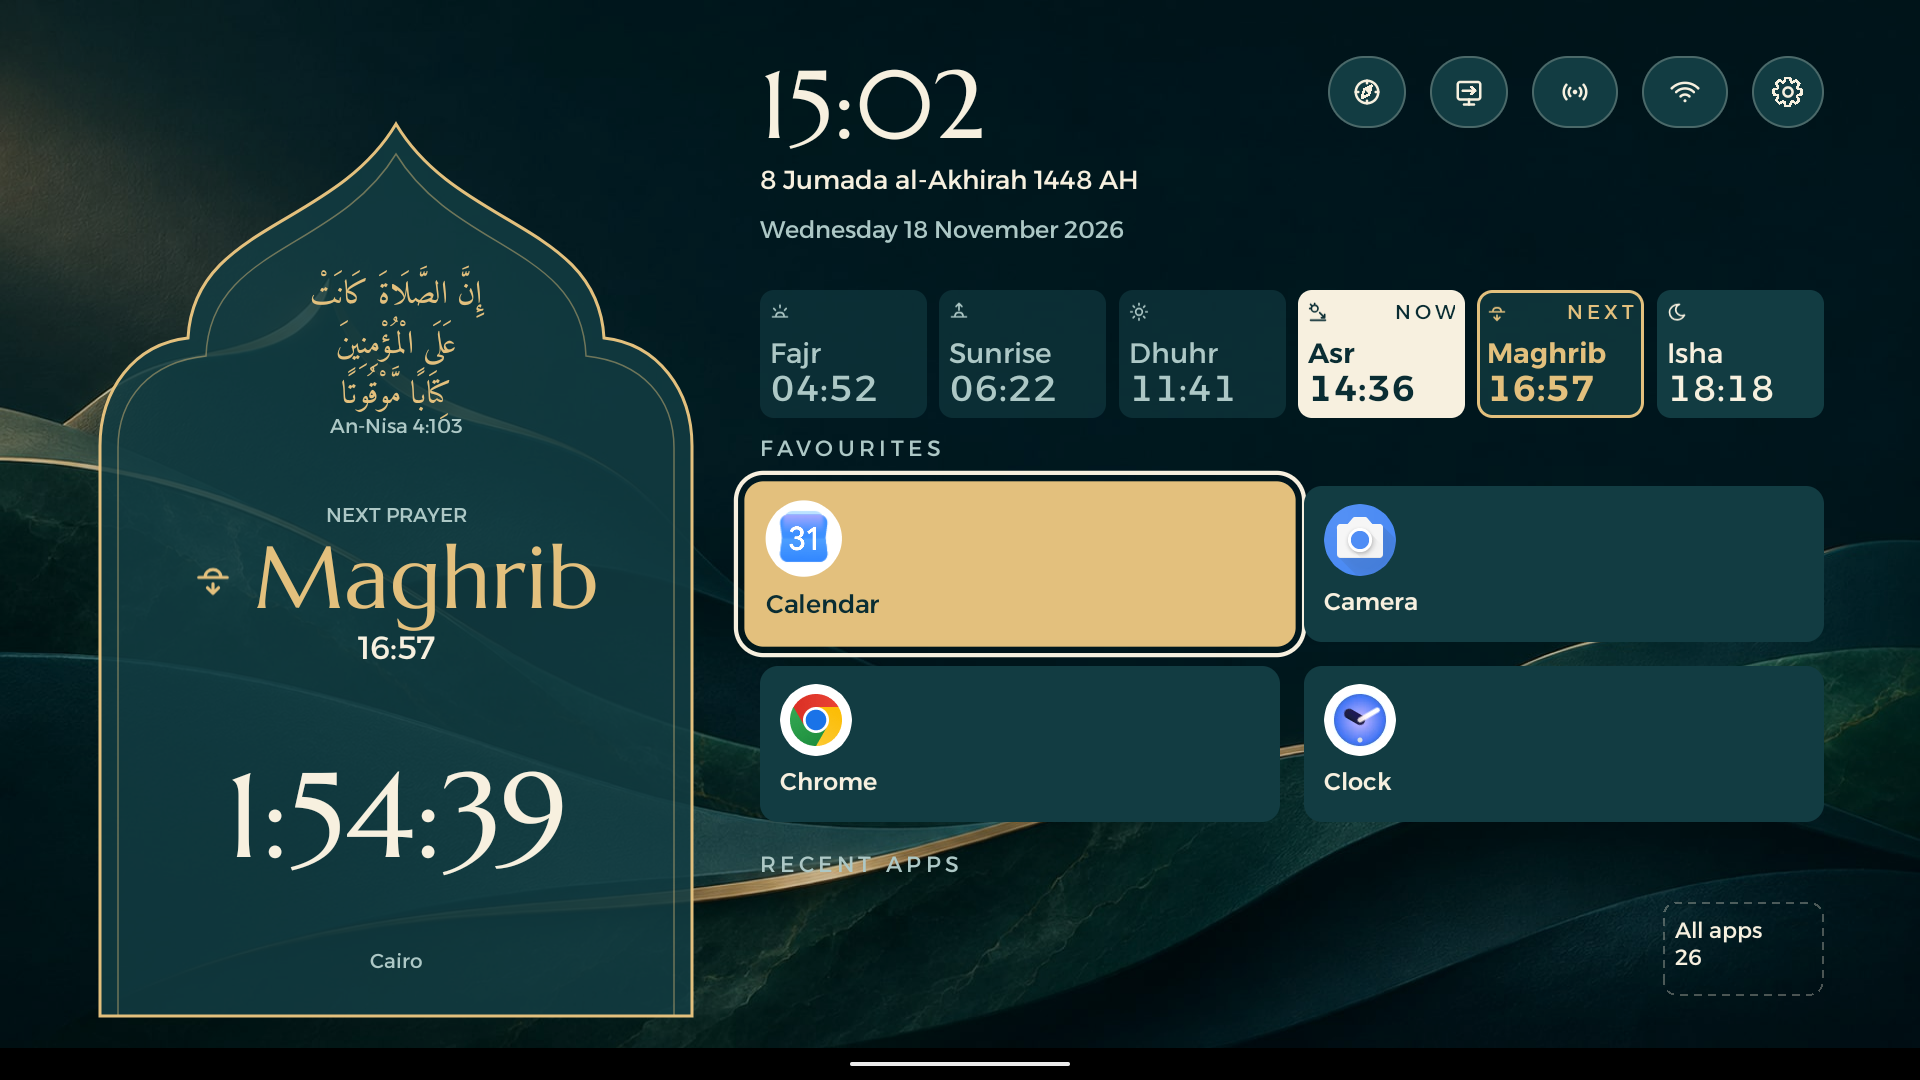 15:02
8 Jumada al-Akhirah 1448 AH
Wednesday 18 November 2026
إِنَّ الصَّلَاةَ كَانَتْ
عَلَى الْمُؤْمِنِينَ
كِتَابًا مَّوْقُوتًا
An-Nisa 4:103
NEXT PRAYER
Maghrib
16:57
1:54:39
Cairo
Fajr
04:52
Sunrise
06:22
Dhuhr
11:41
NOW
Asr
14:36
NEXT
Maghrib
16:57
Isha
18:18
FAVOURITES
31
Calendar
Camera
Chrome
Clock
RECENT APPS
All apps
26